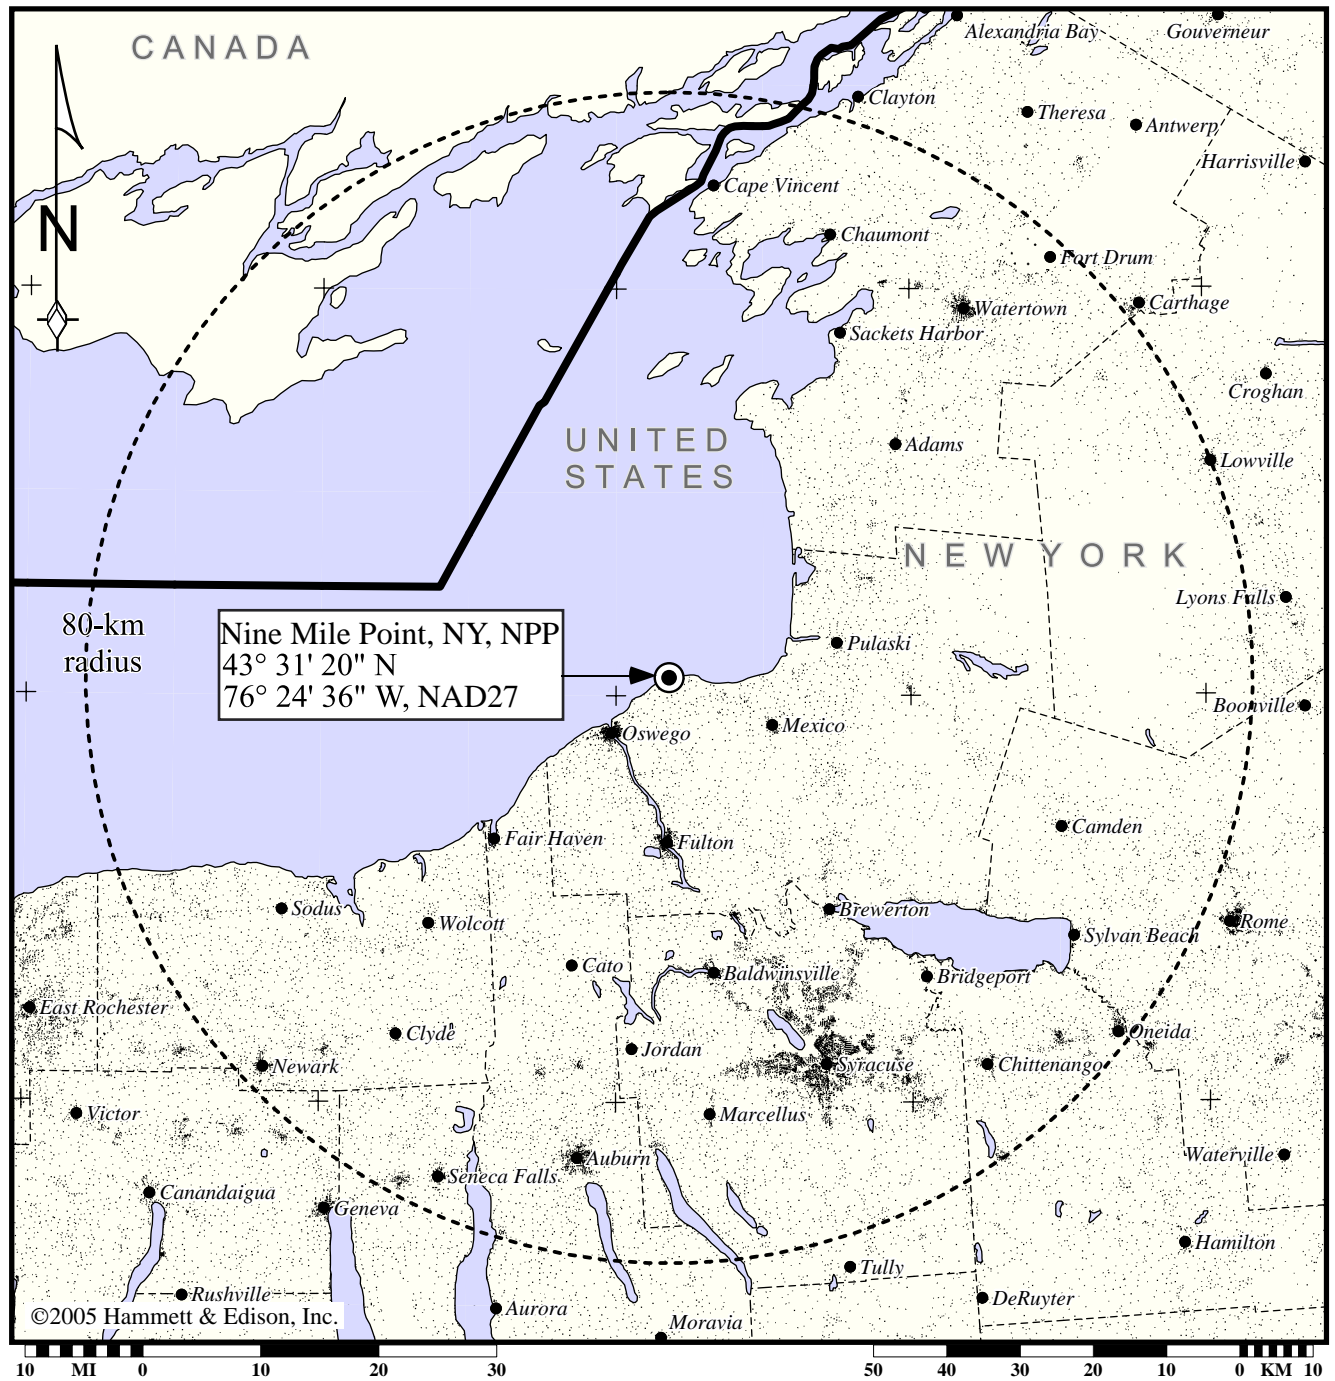 CANADA
Alexandria Bay
Gouverneur
Clayton
Theresa
Antwerp
Harrisville
Cape Vincent
N
Chaumont
Fort Drum
Watertown
Carthage
Sackets Harbor
Croghan
UNITED
STATES
Adams
Lowville
NEW YORK
Lyons Falls
80-km
radius
Nine Mile Point, NY, NPP
43° 31' 20" N
76° 24' 36" W, NAD27
Pulaski
Boonville
Oswego
Mexico
Camden
Fair Haven
Fulton
Sodus
Wolcott
Brewerton
Rome
Sylvan Beach
Cato
Baldwinsville
Bridgeport
East Rochester
Clyde
Oneida
Jordan
Newark
Syracuse
Chittenango
Victor
Marcellus
Auburn
Waterville
Seneca Falls
Canandaigua
Geneva
Hamilton
Tully
Rushville
DeRuyter
Aurora
©2005 Hammett & Edison, Inc.
Moravia
10 MI 0 10 20 30
50 40 30 20 10 0 KM 10